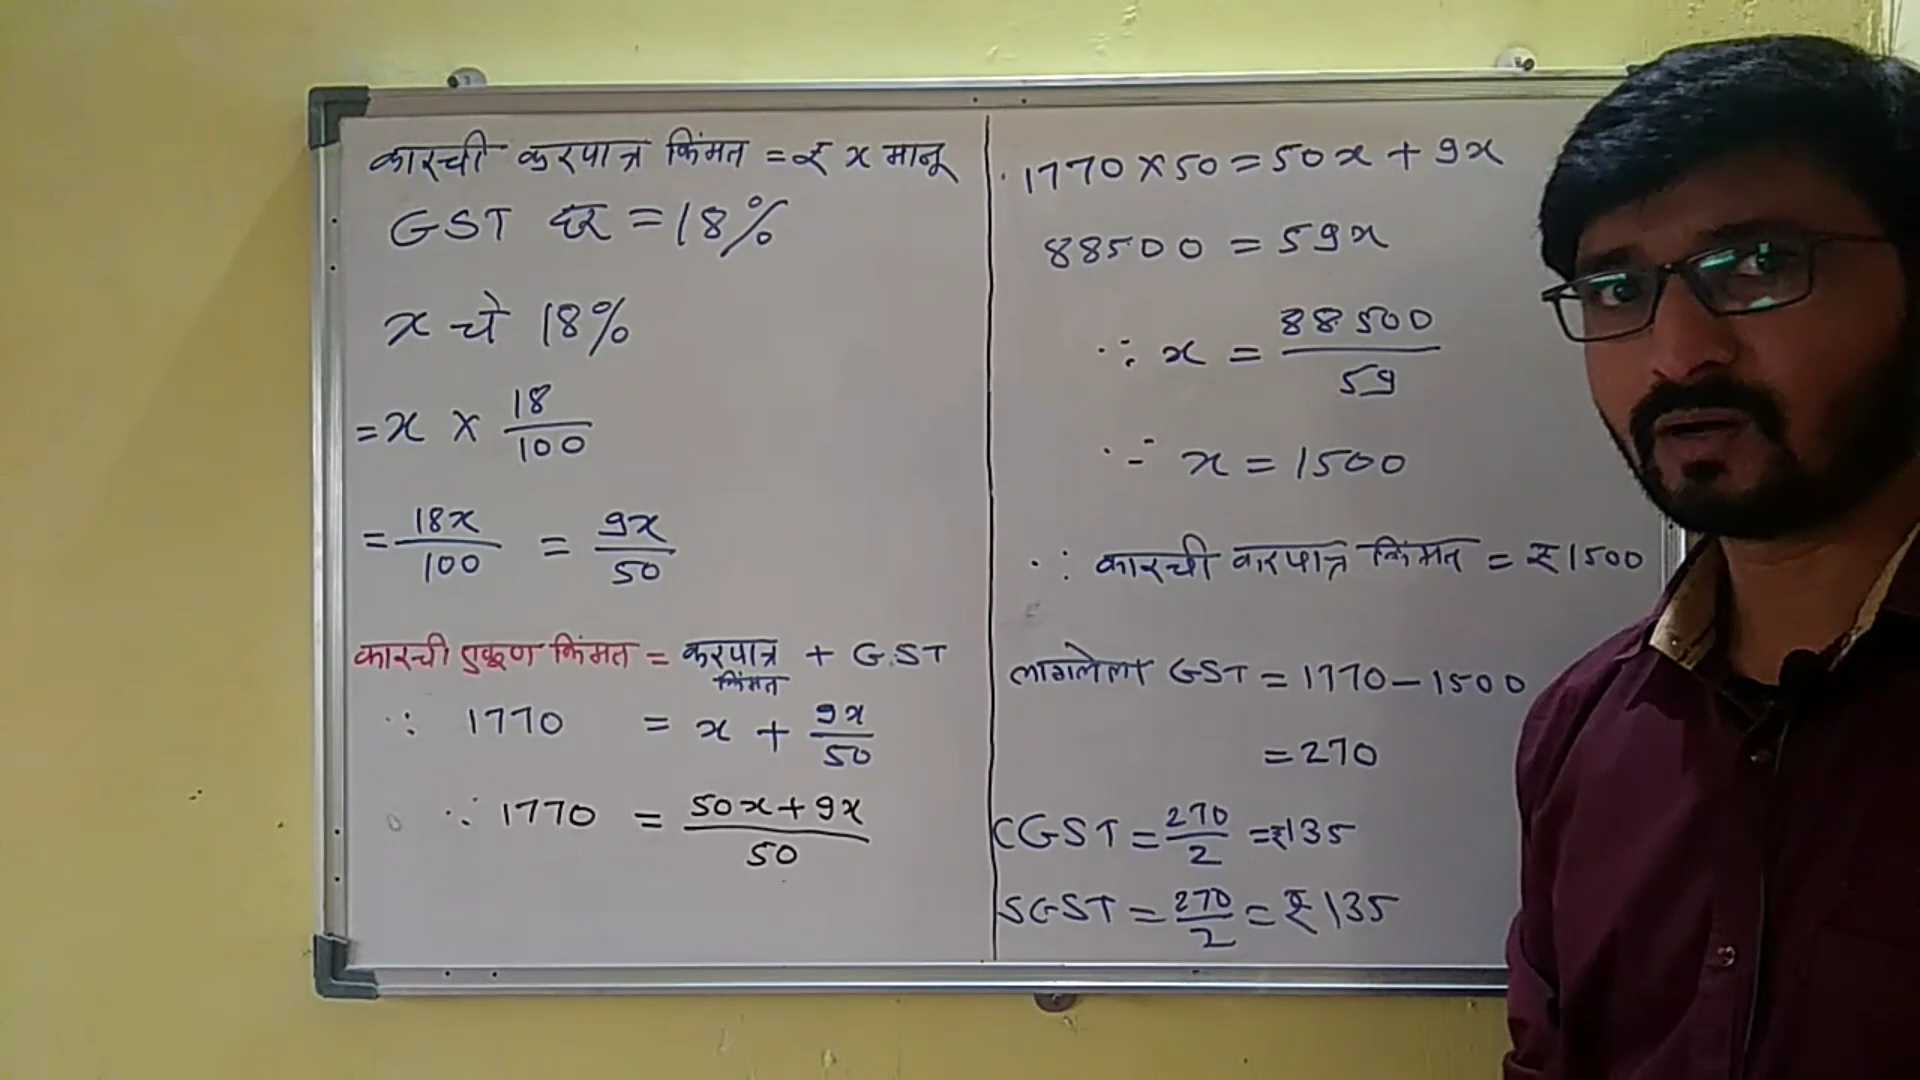 कारची करपात्र किंमत = ₹ x मानू
GST दर = 18%
x चे 18%
= x × 18/100
= 18x/100 = 9x/50
कारची एकूण किंमत = करपात्र किंमत + G.ST
∴ 1770 = x + 9x/50
∵ 1770 = 50x + 9x/50
1770 × 50 = 50x + 9x
88500 = 59x
∵ x = 88500/59
∵ x = 1500
∴ कारची करपात्र किंमत = ₹1500
लागलेला GST = 1770 - 1500
= 270
CGST = 270/2 = ₹135
SGST = 270/2 = ₹135